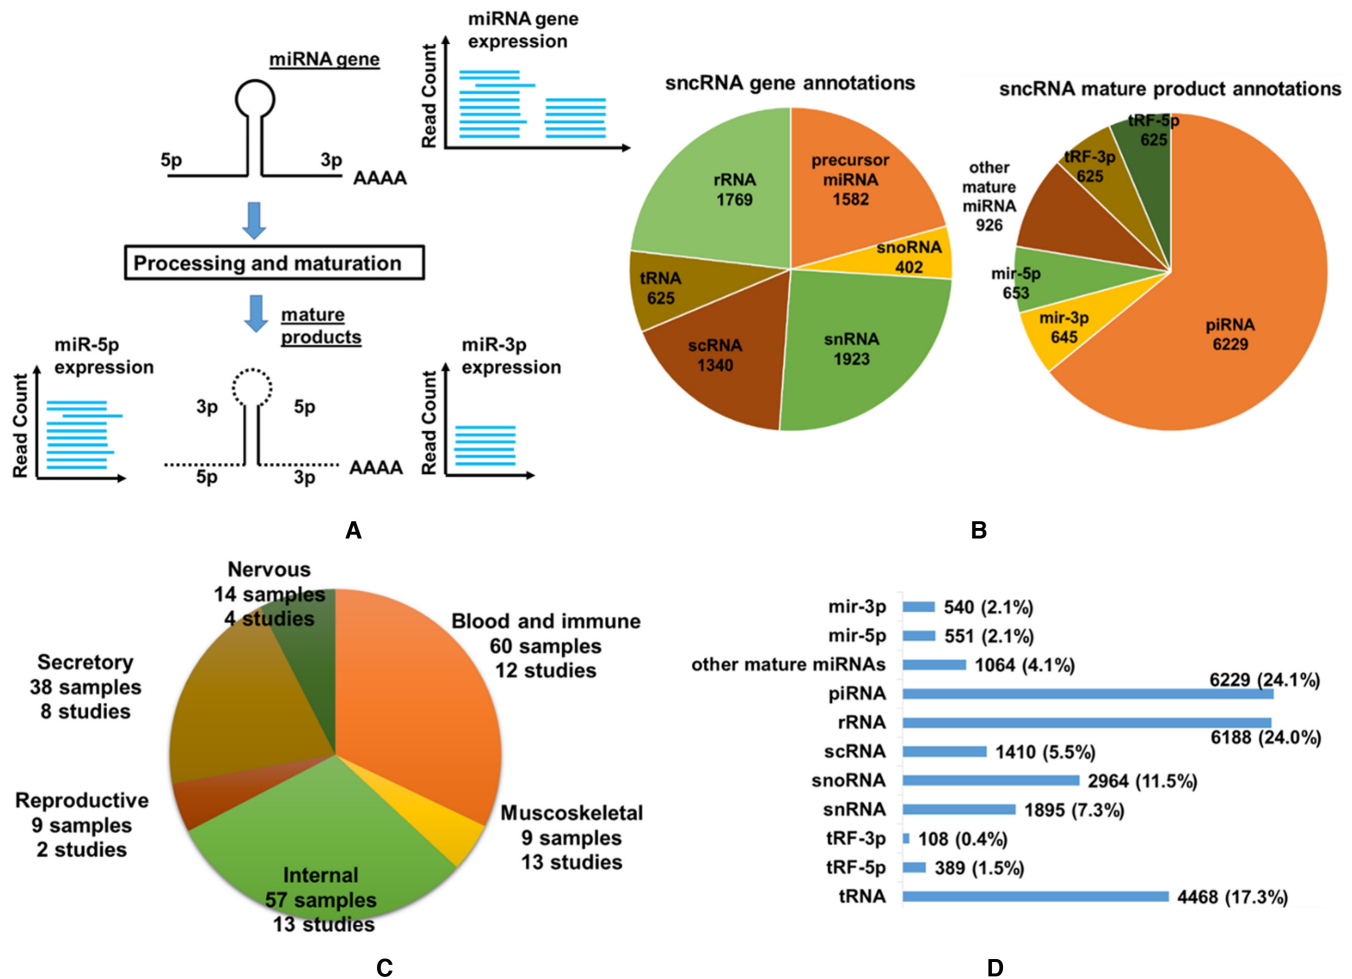 miRNA gene
5p
3p
AAAA
Processing and maturation
mature
products
3p
5p
5p
3p
AAAA
miRNA gene
expression
Read Count
miR-5p
expression
Read Count
miR-3p
expression
Read Count
A
sncRNA gene annotations
precursor
miRNA
1582
snoRNA
402
snRNA
1923
scRNA
1340
tRNA
625
rRNA
1769
sncRNA mature product annotations
piRNA
6229
mir-3p
645
mir-5p
653
other
mature
miRNA
926
tRF-3p
625
tRF-5p
625
B
Nervous
14 samples
4 studies
Blood and immune
60 samples
12 studies
Secretory
38 samples
8 studies
Reproductive
9 samples
2 studies
Internal
57 samples
13 studies
Muscoskeletal
9 samples
13 studies
C
mir-3p 540 (2.1%)
mir-5p 551 (2.1%)
other mature miRNAs 1064 (4.1%)
piRNA 6229 (24.1%)
rRNA 6188 (24.0%)
scRNA 1410 (5.5%)
snoRNA 2964 (11.5%)
snRNA 1895 (7.3%)
tRF-3p 108 (0.4%)
tRF-5p 389 (1.5%)
tRNA 4468 (17.3%)
D